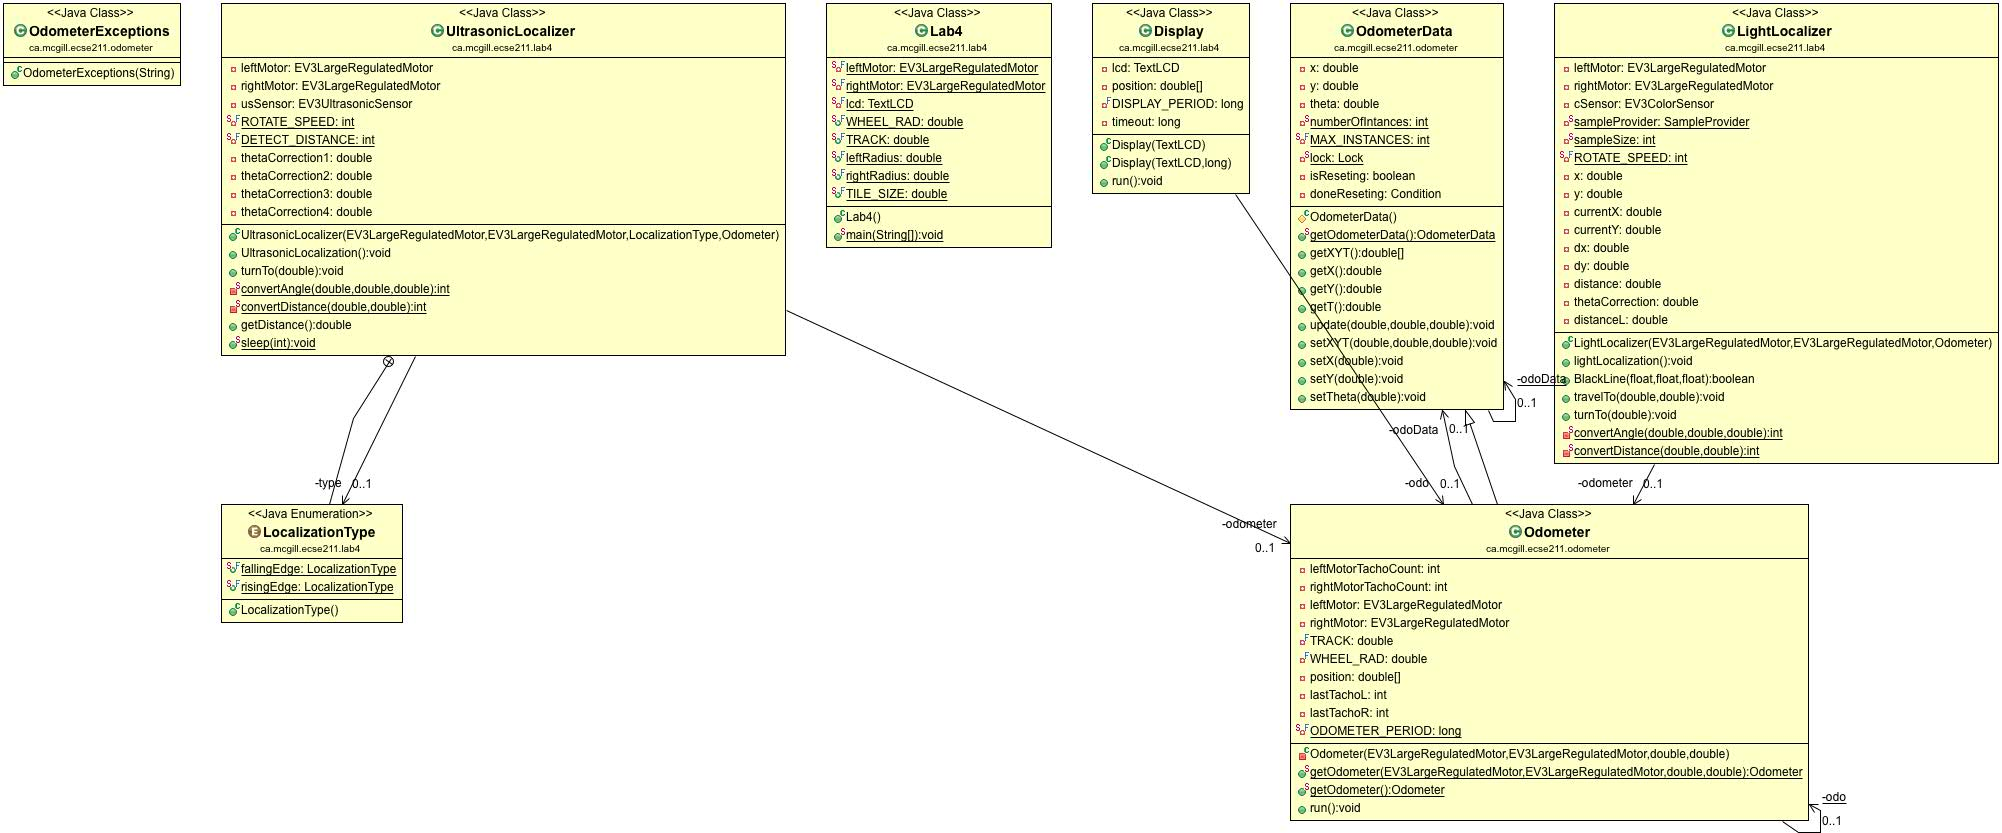 <<Java Class>>
OdometerExceptions
ca.mcgill.ecse211.odometer
OdometerExceptions(String)
<<Java Class>>
UltrasonicLocalizer
ca.mcgill.ecse211.lab4
leftMotor: EV3LargeRegulatedMotor
rightMotor: EV3LargeRegulatedMotor
usSensor: EV3UltrasonicSensor
ROTATE_SPEED: int
DETECT_DISTANCE: int
thetaCorrection1: double
thetaCorrection2: double
thetaCorrection3: double
thetaCorrection4: double
UltrasonicLocalizer(EV3LargeRegulatedMotor,EV3LargeRegulatedMotor,LocalizationType,Odometer)
UltrasonicLocalization():void
turnTo(double):void
convertAngle(double,double,double):int
convertDistance(double,double):int
getDistance():double
sleep(int):void
<<Java Class>>
Lab4
ca.mcgill.ecse211.lab4
leftMotor: EV3LargeRegulatedMotor
rightMotor: EV3LargeRegulatedMotor
lcd: TextLCD
WHEEL_RAD: double
TRACK: double
leftRadius: double
rightRadius: double
TILE_SIZE: double
Lab4()
main(String[]):void
<<Java Class>>
Display
ca.mcgill.ecse211.lab4
lcd: TextLCD
position: double[]
DISPLAY_PERIOD: long
timeout: long
Display(TextLCD)
Display(TextLCD,long)
run():void
<<Java Class>>
OdometerData
ca.mcgill.ecse211.odometer
x: double
y: double
theta: double
numberOfIntances: int
MAX_INSTANCES: int
lock: Lock
isReseting: boolean
doneReseting: Condition
OdometerData()
getOdometerData():OdometerData
getXYT():double[]
getX():double
getY():double
getT():double
update(double,double,double):void
setXYT(double,double,double):void
setX(double):void
setY(double):void
setTheta(double):void
<<Java Class>>
LightLocalizer
ca.mcgill.ecse211.lab4
leftMotor: EV3LargeRegulatedMotor
rightMotor: EV3LargeRegulatedMotor
cSensor: EV3ColorSensor
sampleProvider: SampleProvider
sampleSize: int
ROTATE_SPEED: int
x: double
y: double
currentX: double
currentY: double
dx: double
dy: double
distance: double
thetaCorrection: double
distanceL: double
LightLocalizer(EV3LargeRegulatedMotor,EV3LargeRegulatedMotor,Odometer)
lightLocalization():void
BlackLine(float,float,float):boolean
travelTo(double,double):void
turnTo(double):void
convertAngle(double,double,double):int
convertDistance(double,double):int
-odoData
0..1
-odoData
0..1
-type
0..1
-odo
0..1
-odometer
0..1
-odometer
0..1
<<Java Enumeration>>
LocalizationType
ca.mcgill.ecse211.lab4
fallingEdge: LocalizationType
risingEdge: LocalizationType
LocalizationType()
<<Java Class>>
Odometer
ca.mcgill.ecse211.odometer
leftMotorTachoCount: int
rightMotorTachoCount: int
leftMotor: EV3LargeRegulatedMotor
rightMotor: EV3LargeRegulatedMotor
TRACK: double
WHEEL_RAD: double
position: double[]
lastTachoL: int
lastTachoR: int
ODOMETER_PERIOD: long
Odometer(EV3LargeRegulatedMotor,EV3LargeRegulatedMotor,double,double)
getOdometer(EV3LargeRegulatedMotor,EV3LargeRegulatedMotor,double,double):Odometer
getOdometer():Odometer
run():void
-odo
0..1